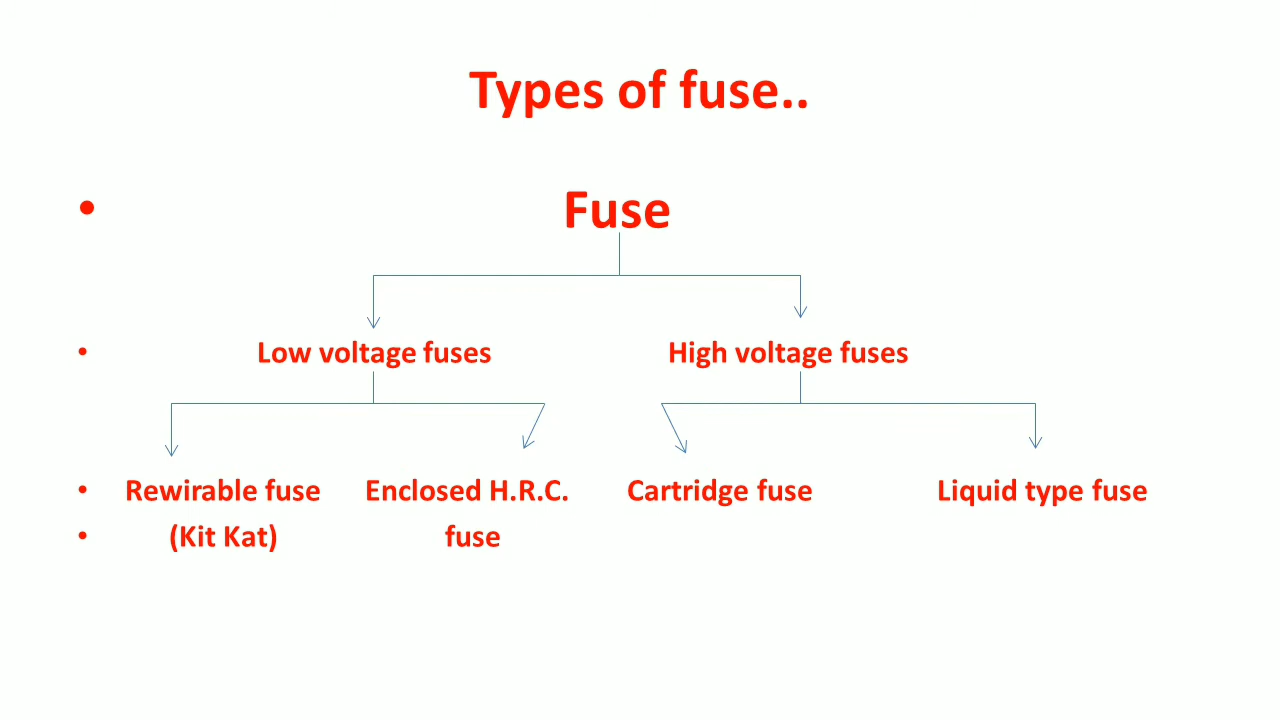 Types of fuse..
• Fuse
• Low voltage fuses High voltage fuses
• Rewirable fuse Enclosed H.R.C. Cartridge fuse Liquid type fuse
• (Kit Kat) fuse